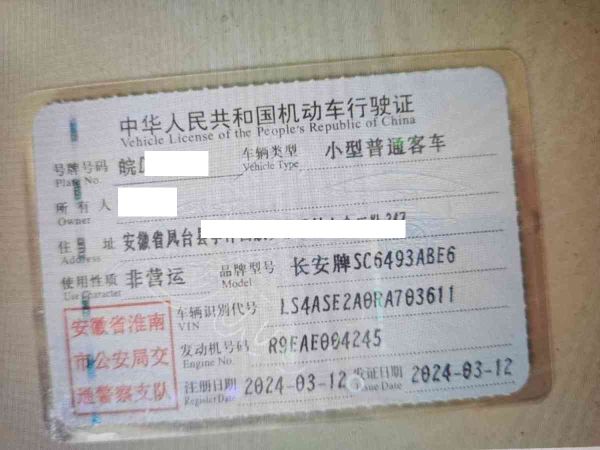 中华人民共和国机动车行驶证
Vehicle License of the People's Republic of China
号牌号码 皖 车辆类型 小型普通客车
Plate No. Vehicle Type
所有人
Owner
住址 安徽省凤台县
Address
使用性质 非营运 品牌型号 长安牌SC6493ABE6
Use Character Model
车辆识别代号 LS4ASE2A0RA703611
VIN
发动机号码 R9EAE004245
Engine No.
注册日期 2024-03-12 发证日期 2024-03-12
Register Date Issue Date
安徽省淮南
市公安局交
通警察支队